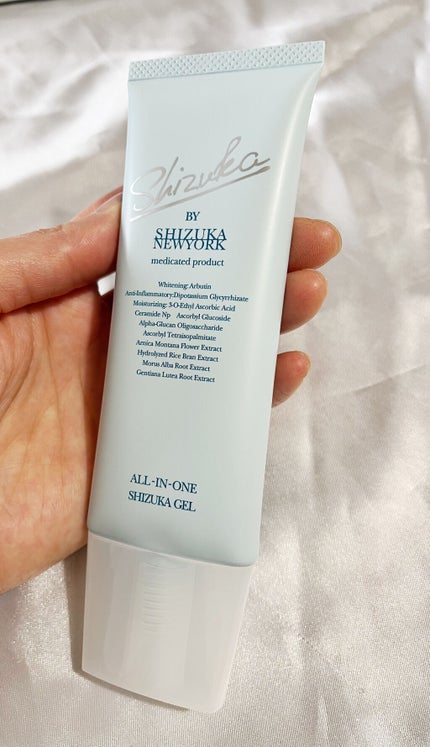 Shizuka
BY
SHIZUKA
NEWYORK
medicated product
Whitening: Arbutin
Anti-Inflammatory:Dipotassium Glycyrrhizate
Moisturizing: 3-O-Ethyl Ascorbic Acid
Ceramide Np Ascorbyl Glucoside
Alpha-Glucan Oligosaccharide
Ascorbyl Tetraisopalmitate
Arnica Montana Flower Extract
Hydrolyzed Rice Bran Extract
Morus Alba Root Extract
Gentiana Lutea Root Extract
ALL-IN-ONE
SHIZUKA GEL